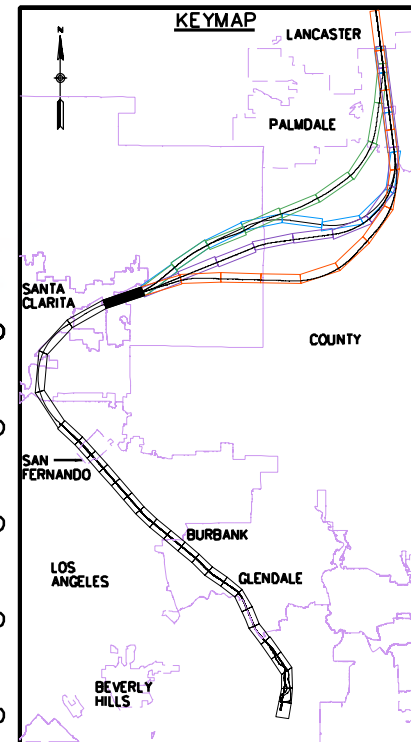 KEYMAP
LANCASTER
N
PALMDALE
SANTA
CLARITA
COUNTY
SAN
FERNANDO
BURBANK
LOS
ANGELES
GLENDALE
BEVERLY
HILLS